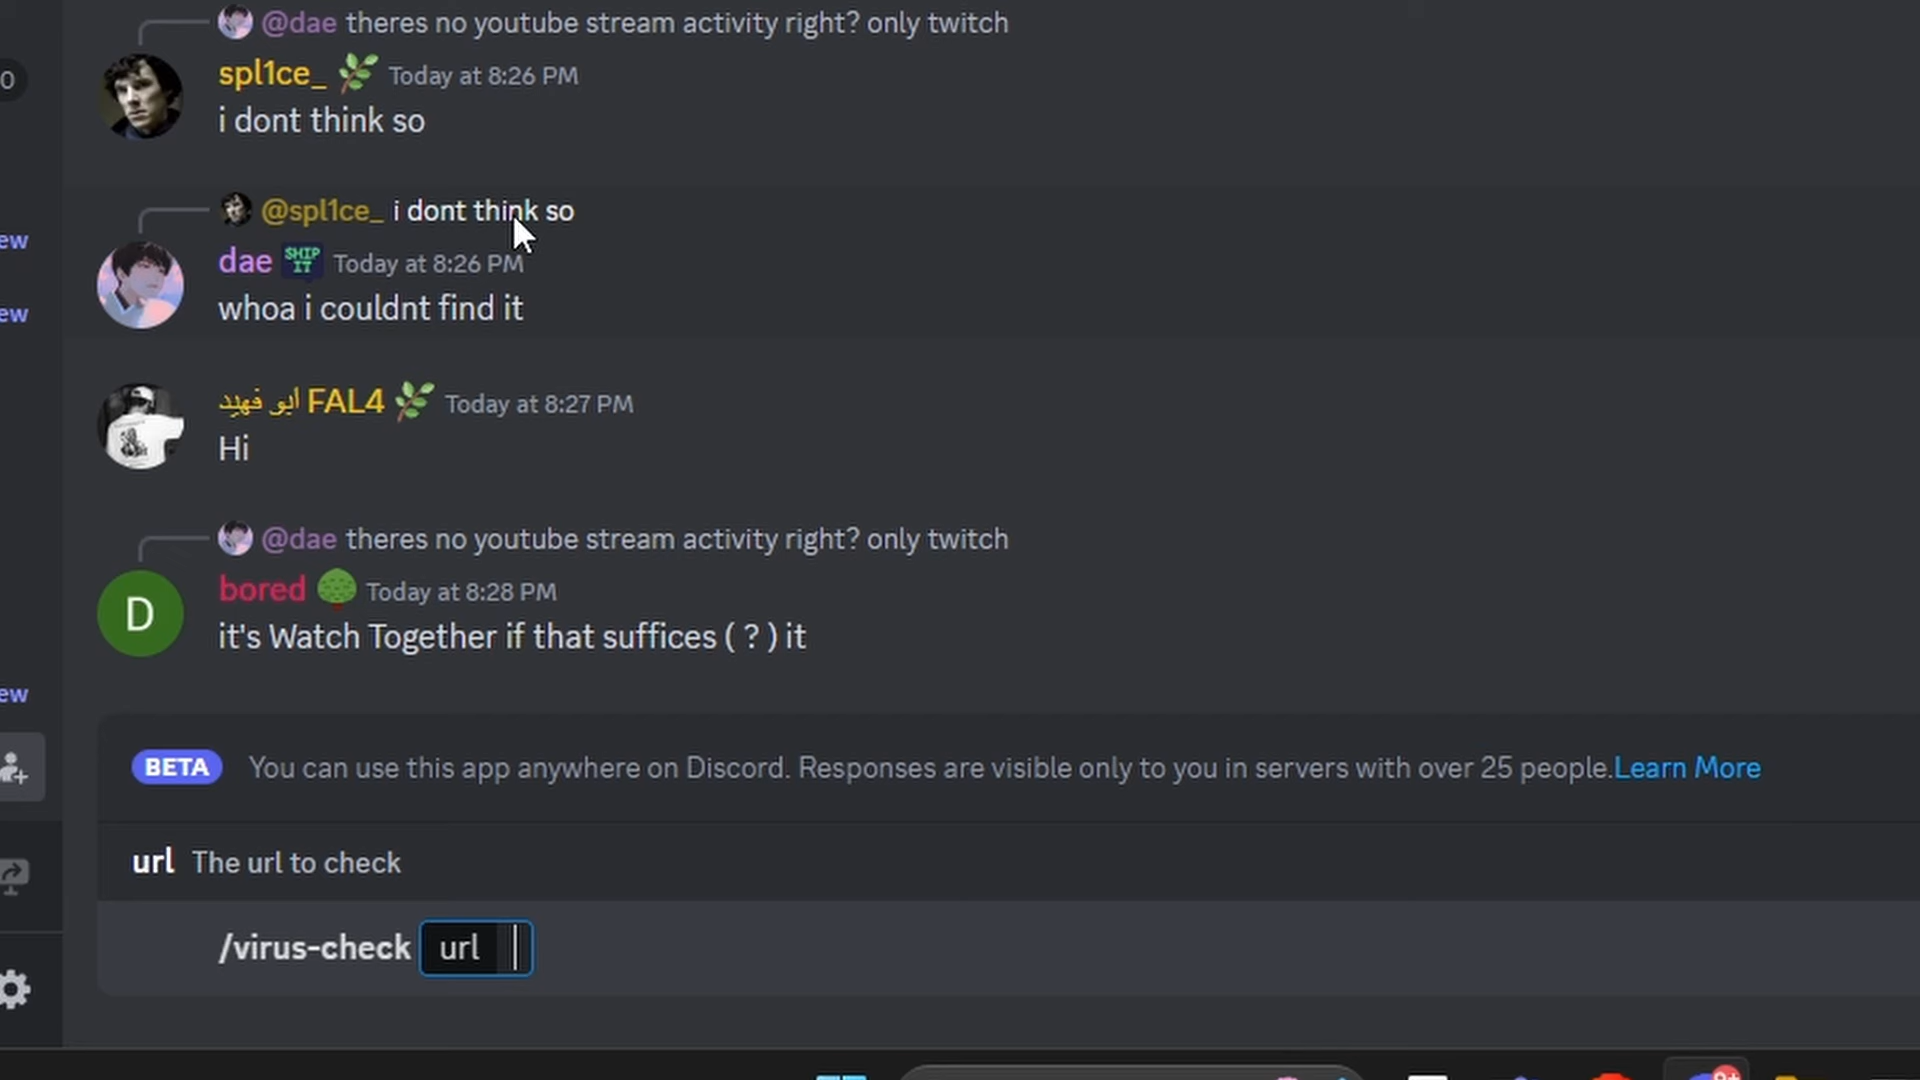 @dae theres no youtube stream activity right? only twitch
spl1ce_ Today at 8:26 PM
i dont think so
@spl1ce_ i dont think so
dae SHIP IT Today at 8:26 PM
whoa i couldnt find it
ابو فهيد FAL4 Today at 8:27 PM
Hi
@dae theres no youtube stream activity right? only twitch
D bored Today at 8:28 PM
it's Watch Together if that suffices ( ? ) it
BETA You can use this app anywhere on Discord. Responses are visible only to you in servers with over 25 people.Learn More
url The url to check
/virus-check url